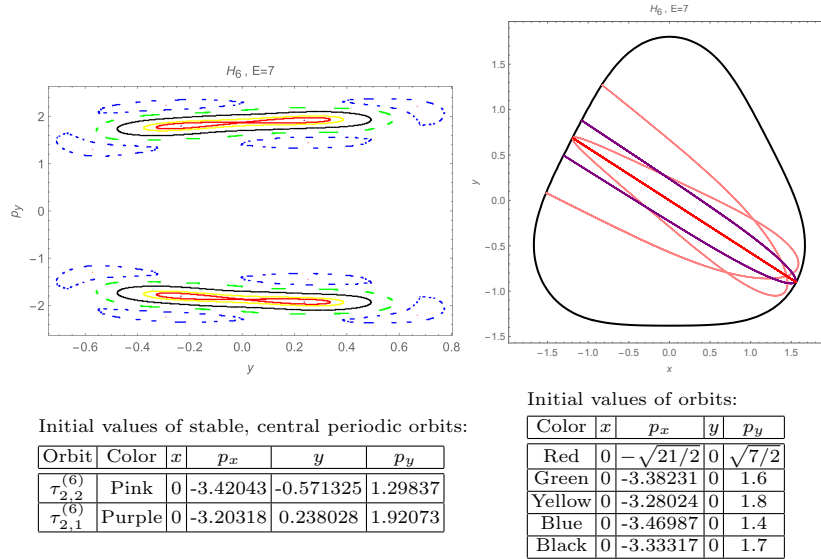 H6 , E=7
2
1
0
−1
−2
py
−0.6
−0.4
−0.2
0.0
0.2
0.4
0.6
0.8
y
H6 , E=7
1.5
1.0
0.5
0.0
−0.5
−1.0
−1.5
y
−1.5
−1.0
−0.5
0.0
0.5
1.0
1.5
x
Initial values of stable, central periodic orbits:
Orbit Color x px y py
τ2,2(6) Pink 0 -3.42043 -0.571325 1.29837
τ2,1(6) Purple 0 -3.20318 0.238028 1.92073
Initial values of orbits:
Color x px y py
Red 0 −√21/2 0 √7/2
Green 0 -3.38231 0 1.6
Yellow 0 -3.28024 0 1.8
Blue 0 -3.46987 0 1.4
Black 0 -3.33317 0 1.7